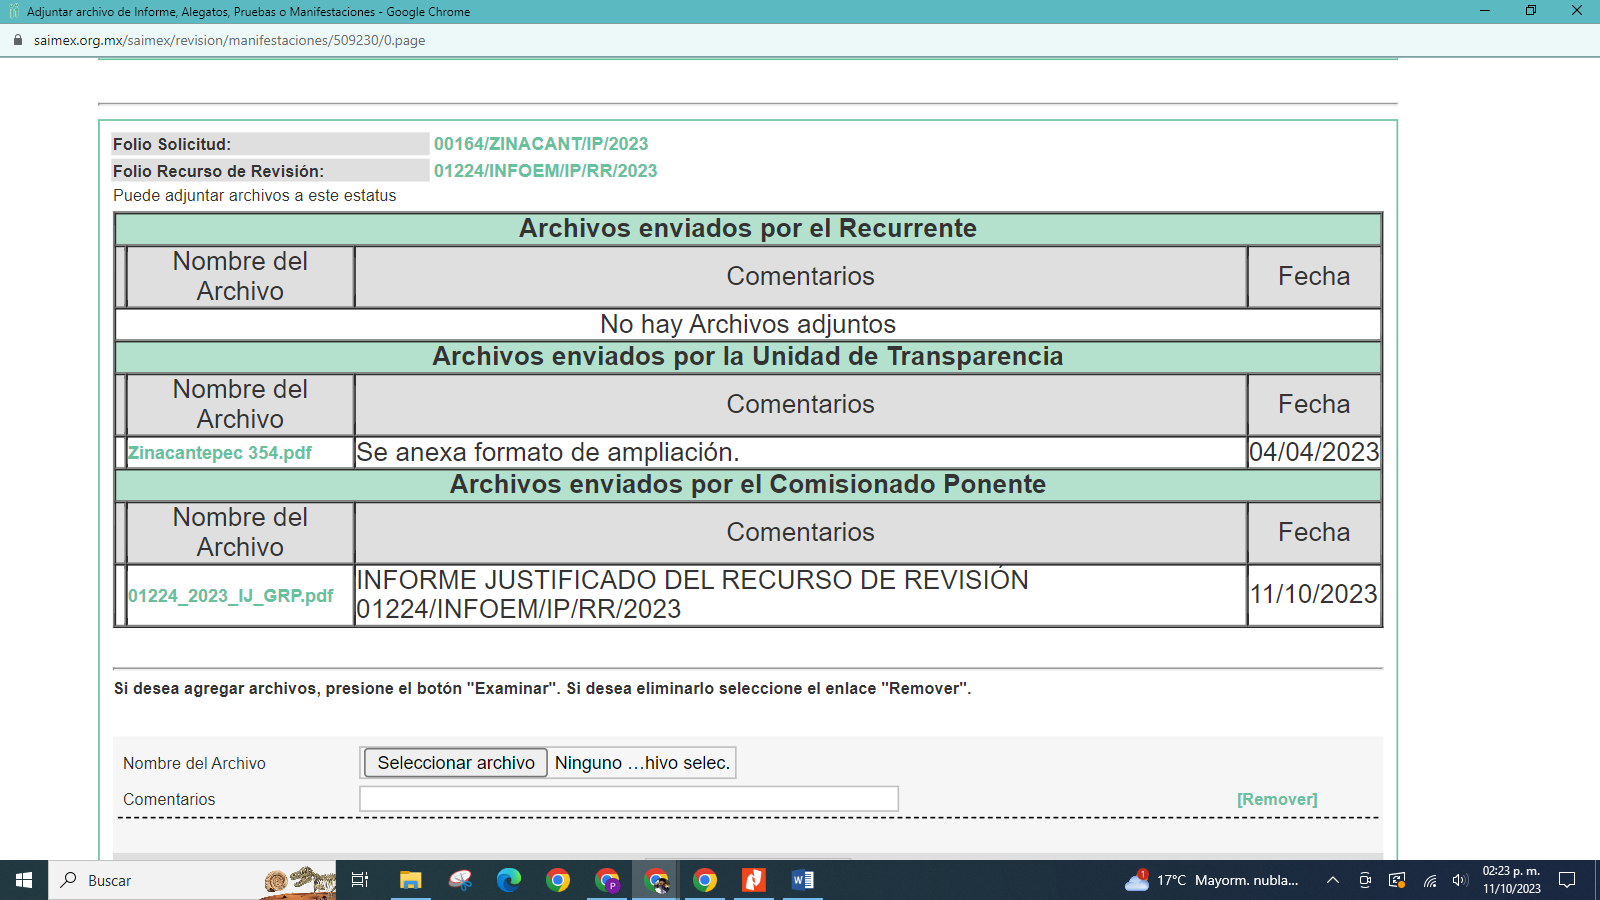 Adjuntar archivo de Informe, Alegatos, Pruebas o Manifestaciones - Google Chrome
saimex.org.mx/saimex/revision/manifestaciones/509230/0.page
Folio Solicitud: 00164/ZINACANT/IP/2023
Folio Recurso de Revisión: 01224/INFOEM/IP/RR/2023
Puede adjuntar archivos a este estatus
Archivos enviados por el Recurrente
Nombre del
Archivo
Comentarios
Fecha
No hay Archivos adjuntos
Archivos enviados por la Unidad de Transparencia
Nombre del
Archivo
Comentarios
Fecha
Zinacantepec 354.pdf Se anexa formato de ampliación. 04/04/2023
Archivos enviados por el Comisionado Ponente
Nombre del
Archivo
Comentarios
Fecha
01224_2023_IJ_GRP.pdf
INFORME JUSTIFICADO DEL RECURSO DE REVISIÓN
01224/INFOEM/IP/RR/2023
11/10/2023
Si desea agregar archivos, presione el botón "Examinar". Si desea eliminarlo seleccione el enlace "Remover".
Nombre del Archivo Seleccionar archivo Ninguno ...hivo selec.
Comentarios [Remover]
Buscar
1
17°C Mayorm. nubla...
02:23 p. m.
11/10/2023